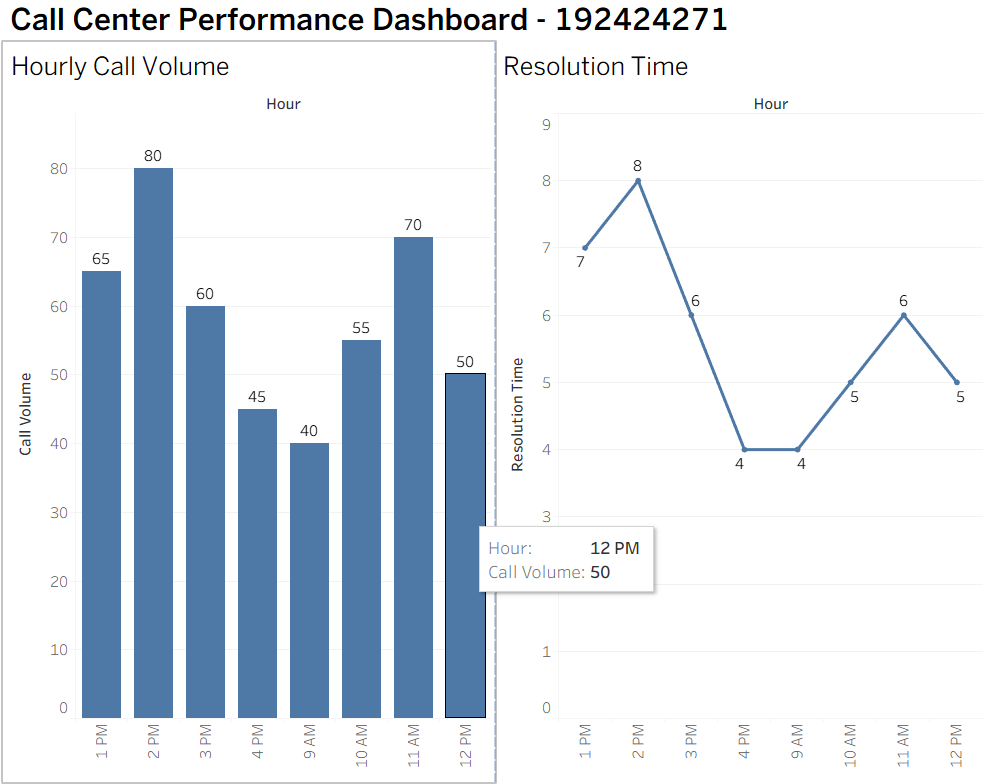 Call Center Performance Dashboard - 192424271
Hourly Call Volume
Hour
Call Volume
80
70
60
50
40
30
20
10
0
65
80
60
45
40
55
70
50
1 PM
2 PM
3 PM
4 PM
9 AM
10 AM
11 AM
12 PM
Resolution Time
Hour
Resolution Time
9
8
7
6
5
4
3
1
0
7
8
6
4
4
5
6
5
1 PM
2 PM
3 PM
4 PM
9 AM
10 AM
11 AM
12 PM
Hour: 12 PM
Call Volume: 50